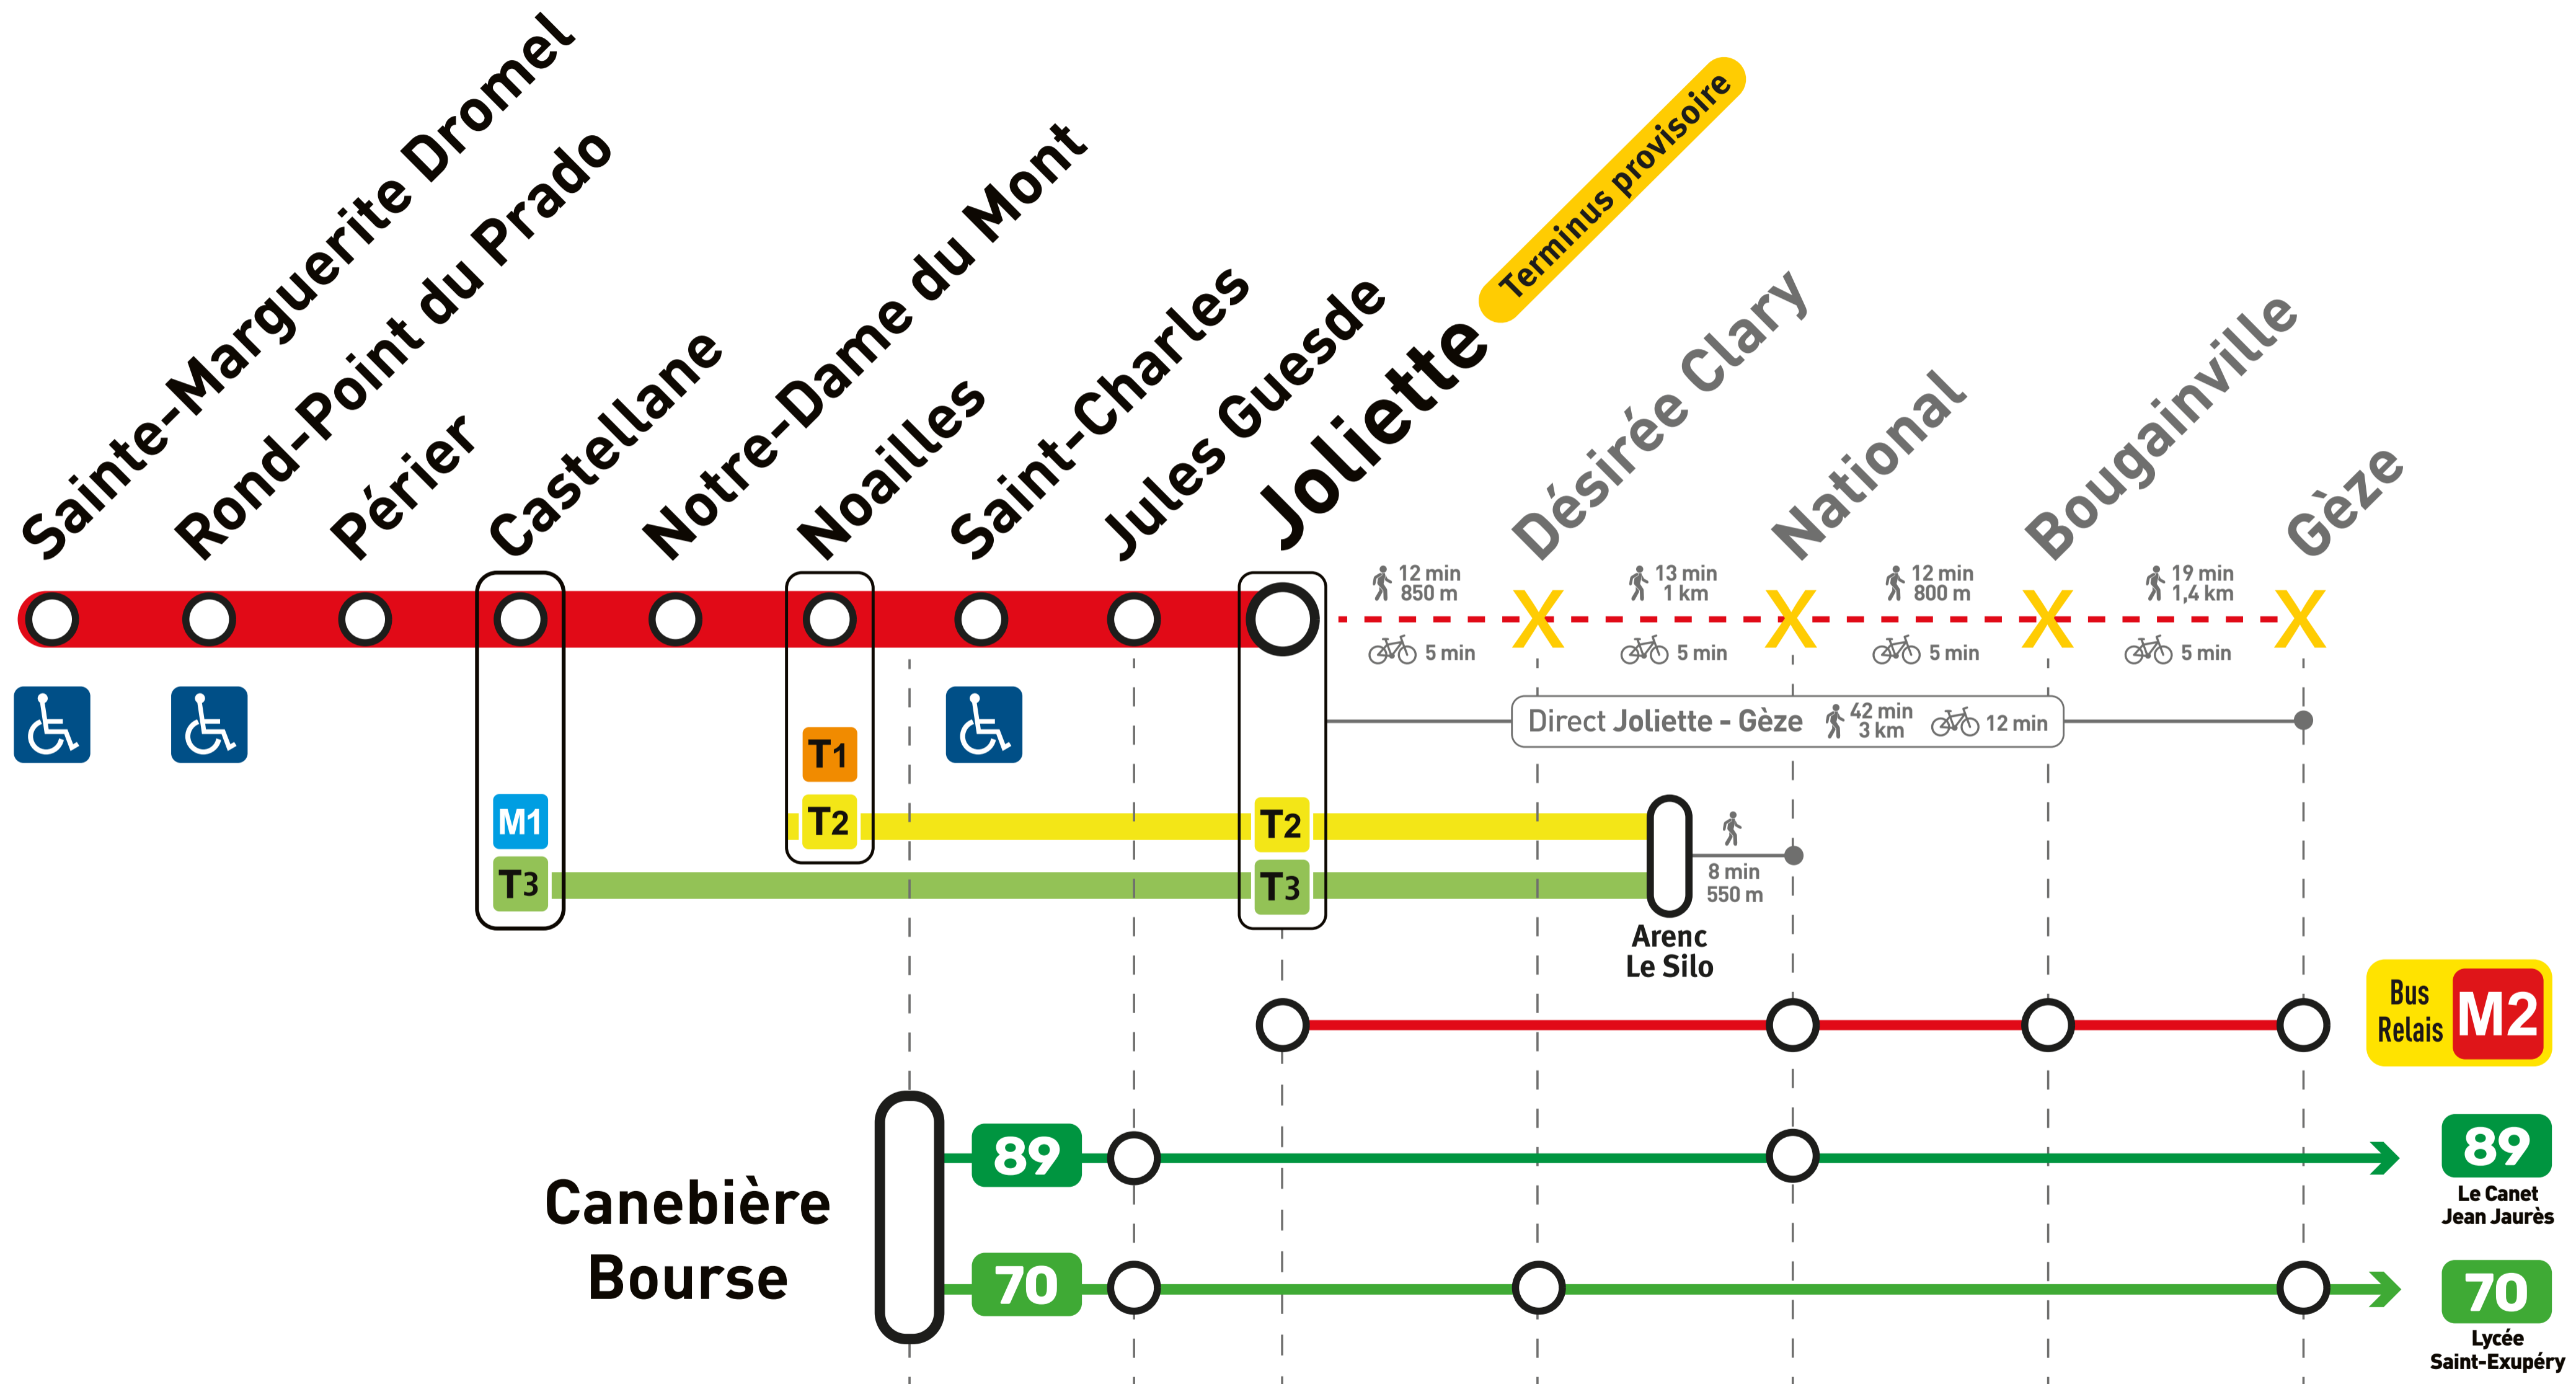 Sainte-Marguerite Dromel
Rond-Point du Prado
Périer
Castellane
Notre-Dame du Mont
Noailles
Saint-Charles
Jules Guesde
Joliette
Terminus provisoire
Désirée Clary
National
Bougainville
Gèze
12 min
850 m
13 min
1 km
12 min
800 m
19 min
1,4 km
5 min
5 min
5 min
5 min
Direct Joliette - Gèze
42 min
3 km
12 min
T1
M1
T2
T2
T3
T3
8 min
550 m
Arenc
Le Silo
Bus
Relais
M2
Canebière
Bourse
89
89
Le Canet
Jean Jaurès
70
70
Lycée
Saint-Exupéry